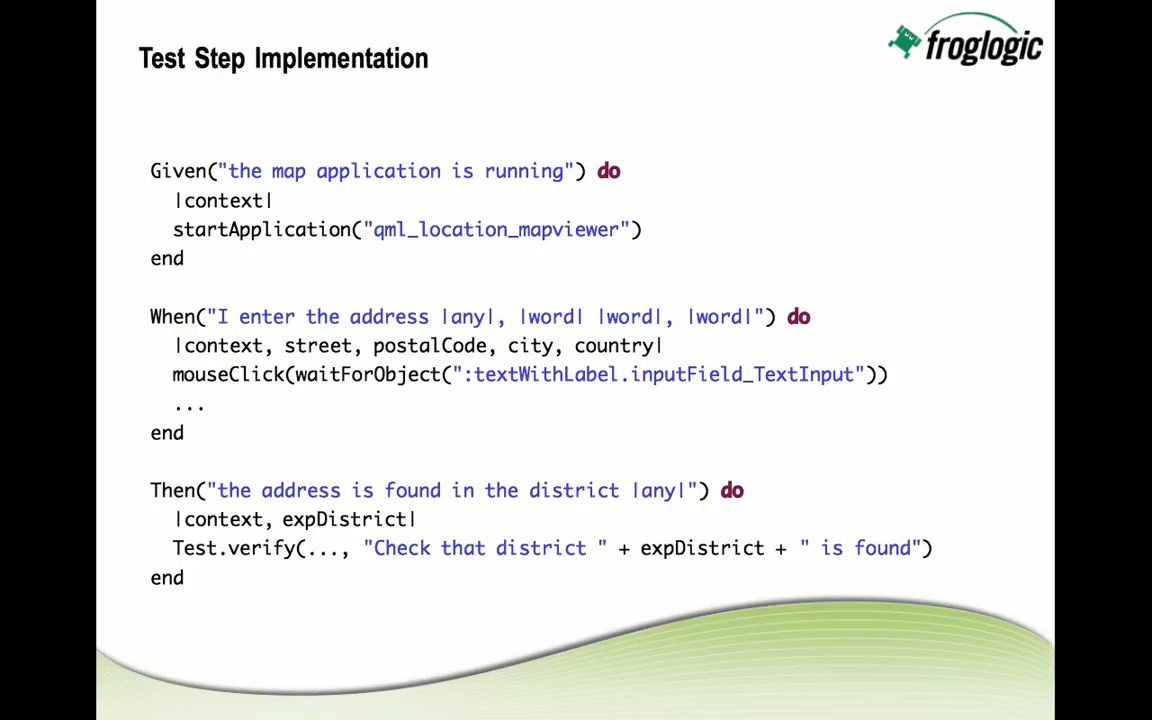 froglogic
Test Step Implementation
Given("the map application is running") do
|context|
startApplication("qml_location_mapviewer")
end
When("I enter the address |any|, |word| |word|, |word|") do
|context, street, postalCode, city, country|
mouseClick(waitForObject(":textWithLabel.inputField_TextInput"))
...
end
Then("the address is found in the district |any|") do
|context, expDistrict|
Test.verify(..., "Check that district " + expDistrict + " is found")
end